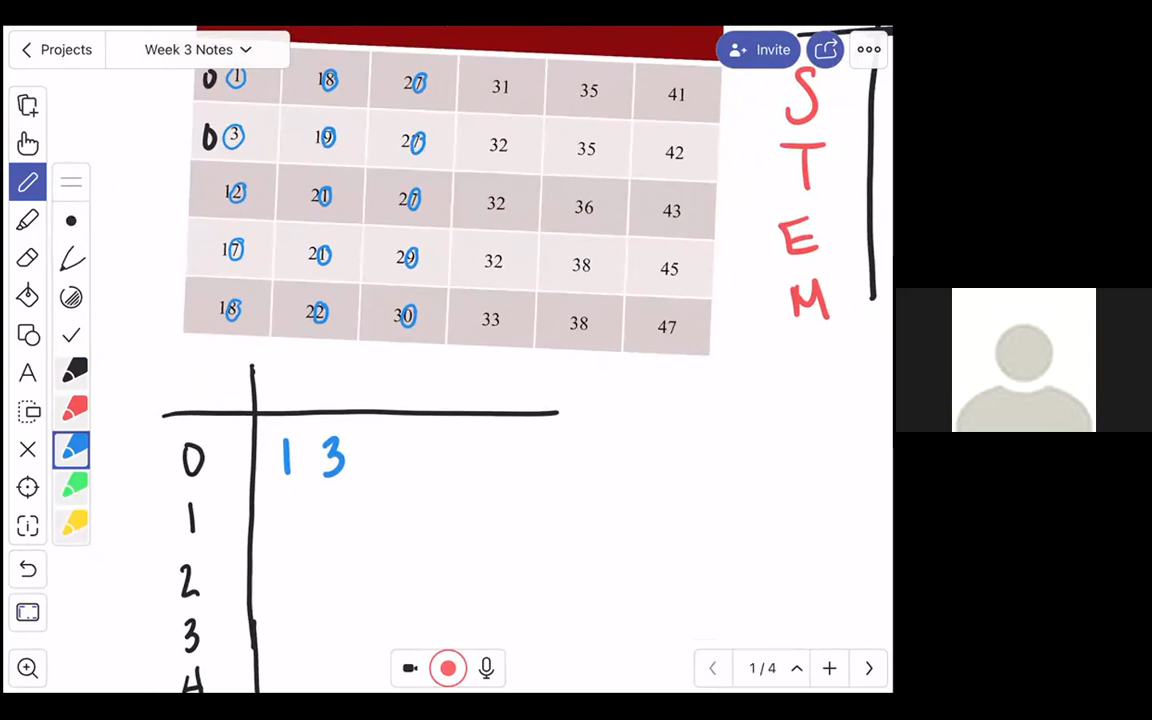 Projects Week 3 Notes Invite
0 1 18 27 31 35 41
0 3 19 27 32 35 42
12 21 27 32 36 43
17 21 29 32 38 45
18 22 30 33 38 47
S
T
E
M
0 1 3
1
2
3
4
A
1/4